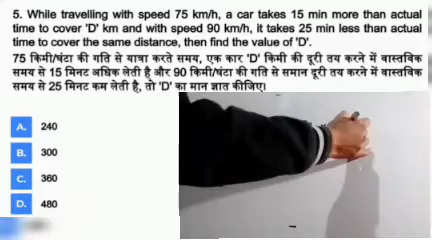 5. While travelling with speed 75 km/h, a car takes 15 min more than actual
time to cover 'D' km and with speed 90 km/h, it takes 25 min less than actual
time to cover the same distance, then find the value of 'D'.
75 किमी/घंटा की गति से यात्रा करते समय, एक कार 'D' किमी की दूरी तय करने में वास्तविक
समय से 15 मिनट अधिक लेती है और 90 किमी/घंटा की गति से समान दूरी तय करने में वास्तविक
समय से 25 मिनट कम लेती है, तो 'D' का मान ज्ञात कीजिए।
A. 240
B. 300
C. 360
D. 480